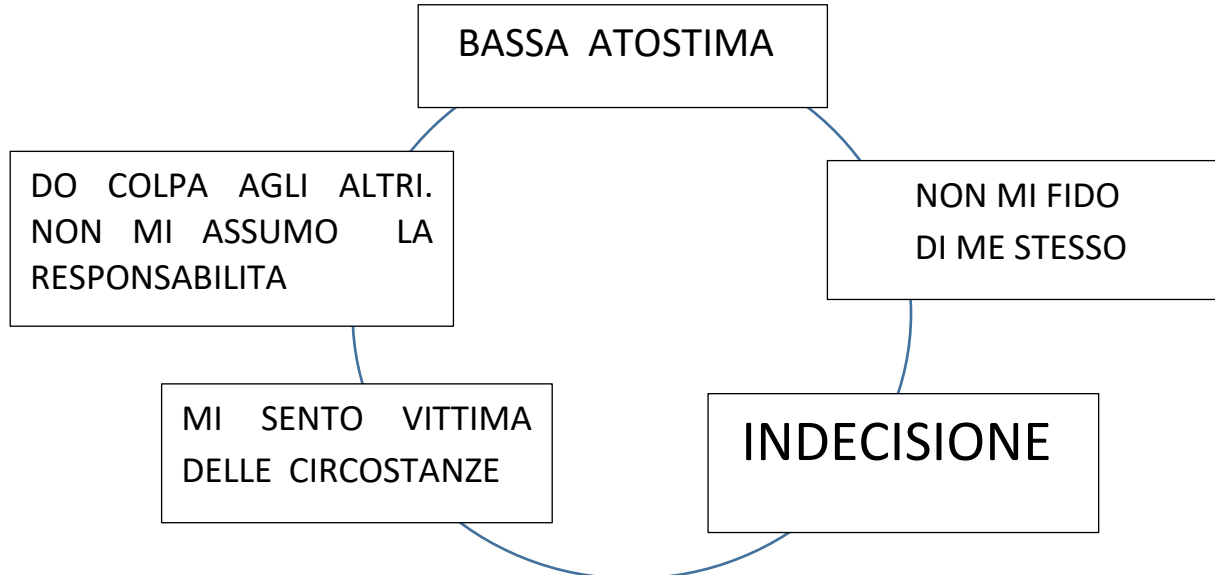 BASSA ATOSTIMA
NON MI FIDO
DI ME STESSO
INDECISIONE
MI SENTO VITTIMA
DELLE CIRCOSTANZE
DO COLPA AGLI ALTRI.
NON MI ASSUMO LA
RESPONSABILITA